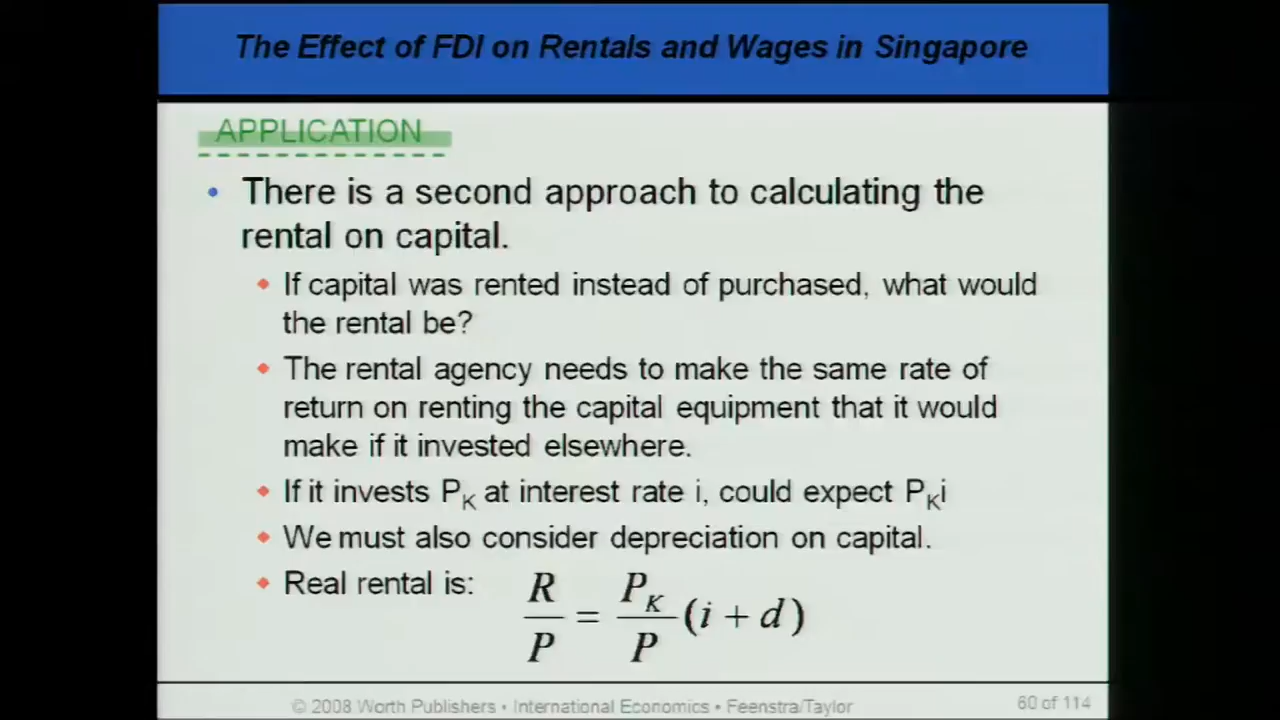 The Effect of FDI on Rentals and Wages in Singapore
APPLICATION
• There is a second approach to calculating the
rental on capital.
♦ If capital was rented instead of purchased, what would
the rental be?
♦ The rental agency needs to make the same rate of
return on renting the capital equipment that it would
make if it invested elsewhere.
♦ If it invests P_K at interest rate i, could expect P_K i
♦ We must also consider depreciation on capital.
♦ Real rental is: R/P = P_K/P (i + d)
© 2008 Worth Publishers • International Economics • Feenstra/Taylor 60 of 114